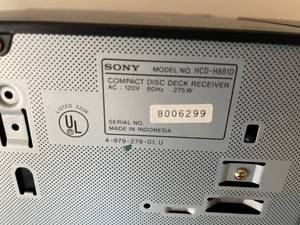 SONY MODEL NO. HCD-H881D
COMPACT DISC DECK RECEIVER
AC : 120V 60Hz 275W
SERIAL NO. 8006299
MADE IN INDONESIA
LISTED 522K
UL
4-979-279-01 U